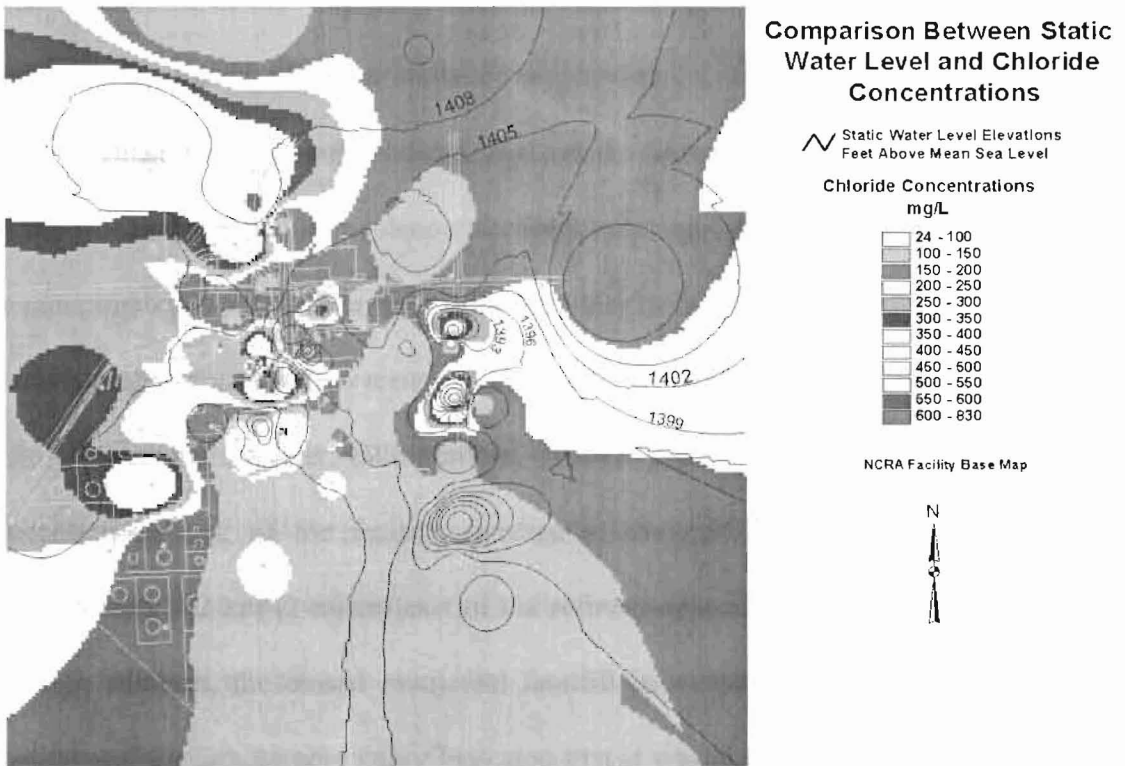 Comparison Between Static
Water Level and Chloride
Concentrations
Static Water Level Elevations
Feet Above Mean Sea Level
Chloride Concentrations
mg/L
24 - 100
100 - 150
150 - 200
200 - 250
250 - 300
300 - 350
350 - 400
400 - 450
450 - 600
500 - 550
550 - 600
600 - 830
NCRA Facility Base Map
N
1408
1405
1396
1393
1402
1399